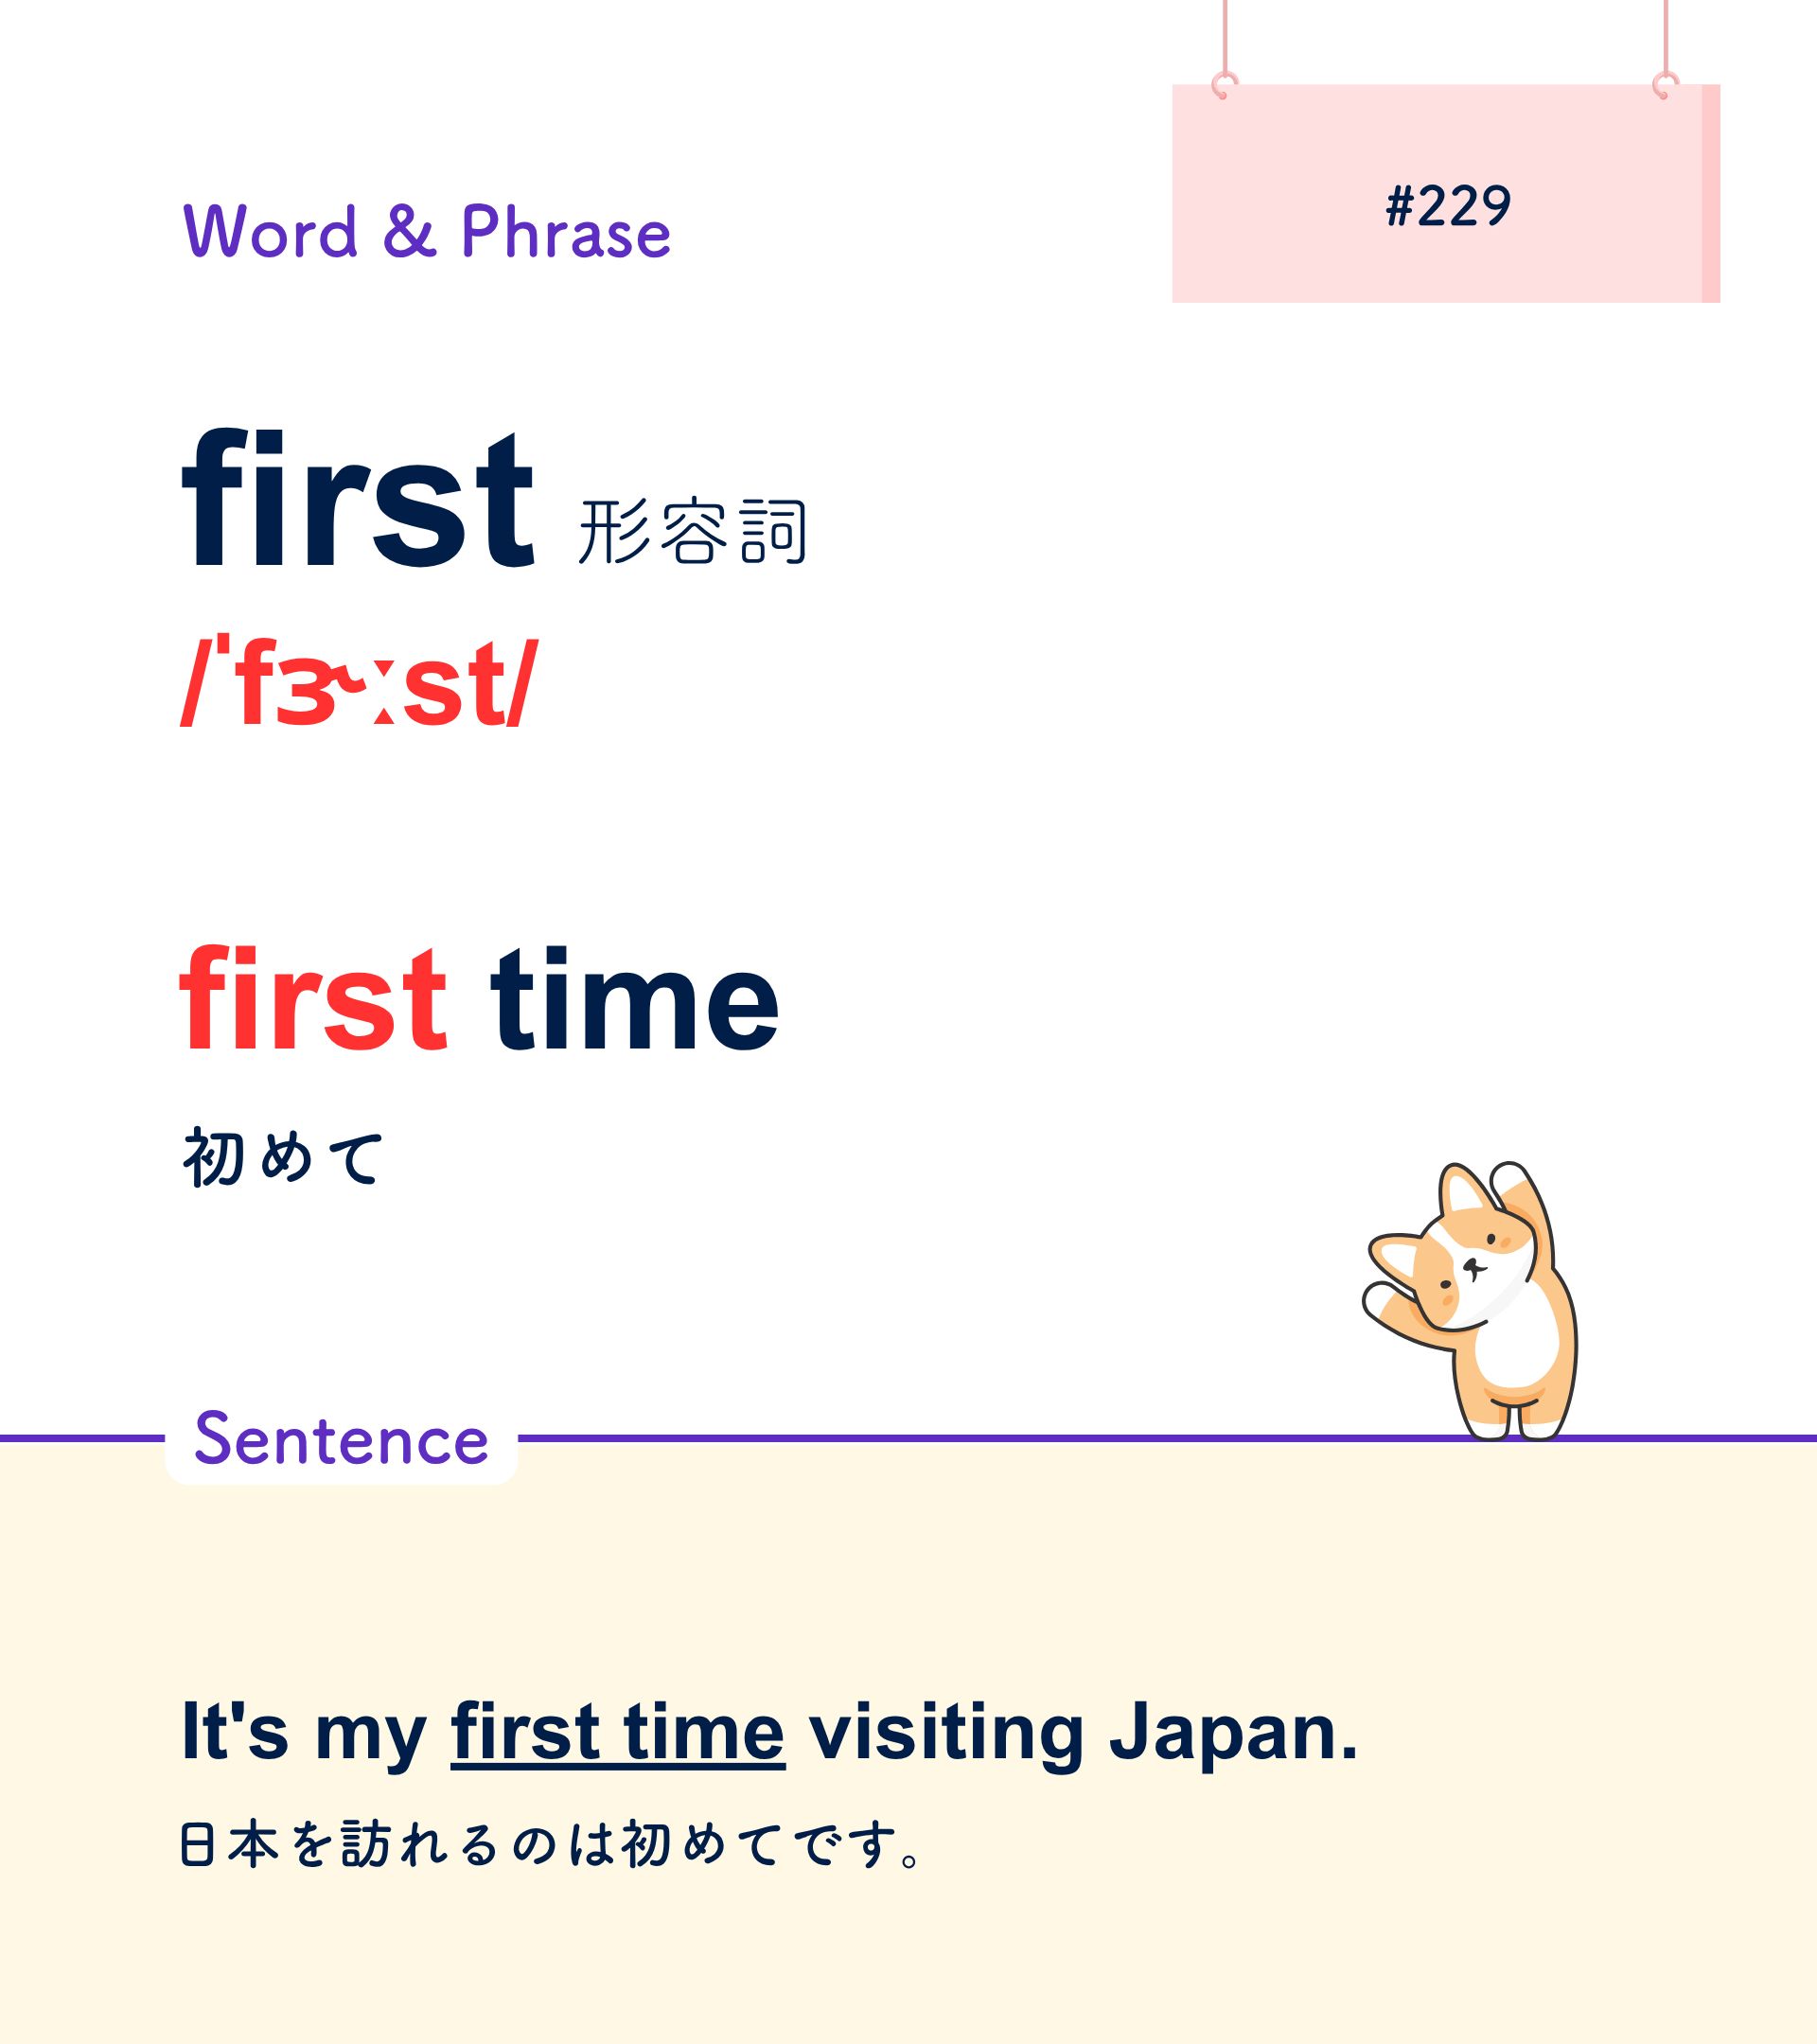 #229
Word & Phrase
first 形容詞
/ˈfɝːst/
first time
初めて
Sentence
It's my first time visiting Japan.
日本を訪れるのは初めてです。